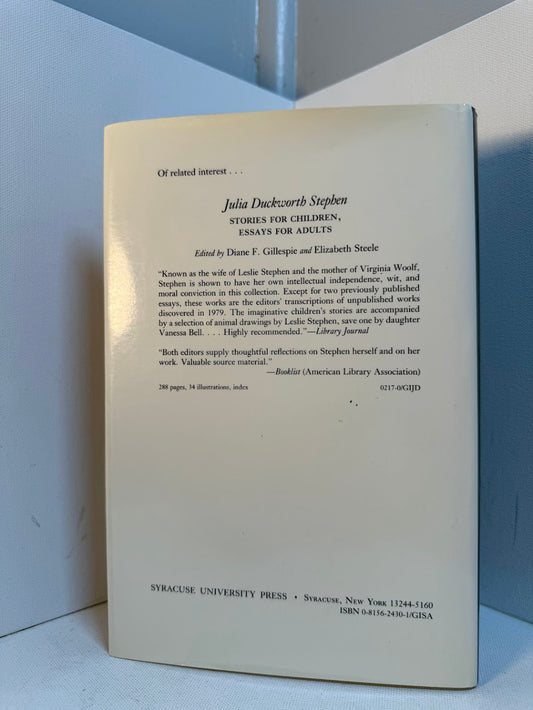 Of related interest . . .
Julia Duckworth Stephen
STORIES FOR CHILDREN,
ESSAYS FOR ADULTS
Edited by Diane F. Gillespie and Elizabeth Steele
“Known as the wife of Leslie Stephen and the mother of Virginia Woolf,
Stephen is shown to have her own intellectual independence, wit, and
moral conviction in this collection. Except for two previously published
essays, these works are the editors' transcriptions of unpublished works
discovered in 1979. The imaginative children's stories are accompanied
by a selection of animal drawings by Leslie Stephen, save one by daughter
Vanessa Bell. . . . Highly recommended.”—Library Journal
“Both editors supply thoughtful reflections on Stephen herself and on her
work. Valuable source material.”
—Booklist (American Library Association)
288 pages, 34 illustrations, index 0217-0/GIJD
SYRACUSE UNIVERSITY PRESS • SYRACUSE, NEW YORK 13244-5160
ISBN 0-8156-2430-1/GISA